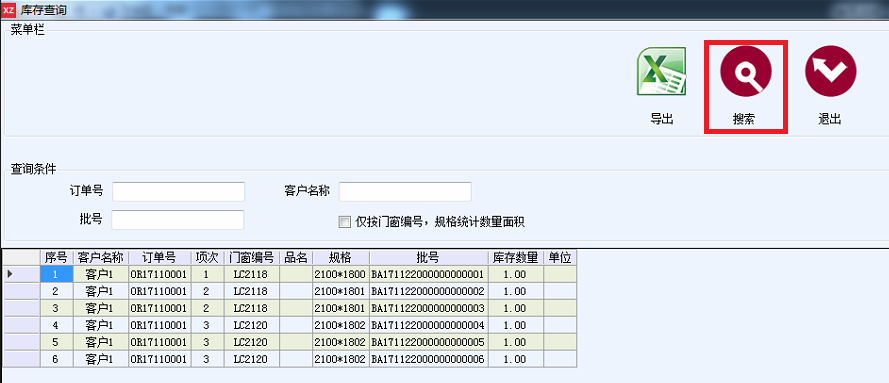 XZ 库存查询
菜单栏
导出 搜索 退出
查询条件
订单号 客户名称
批号 仅按门窗编号，规格统计数量面积
序号 客户名称 订单号 项次 门窗编号 品名 规格 批号 库存数量 单位
1 客户1 OR17110001 1 LC2118 2100*1800 BA171122000000000001 1.00
2 客户1 OR17110001 2 LC2118 2100*1801 BA171122000000000002 1.00
3 客户1 OR17110001 2 LC2118 2100*1801 BA171122000000000003 1.00
4 客户1 OR17110001 3 LC2120 2100*1802 BA171122000000000004 1.00
5 客户1 OR17110001 3 LC2120 2100*1802 BA171122000000000005 1.00
6 客户1 OR17110001 3 LC2120 2100*1802 BA171122000000000006 1.00